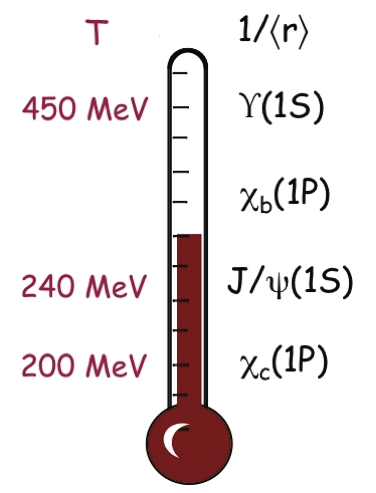 T 1/⟨r⟩
450 MeV ϒ(1S)
χb(1P)
240 MeV J/ψ(1S)
200 MeV χc(1P)